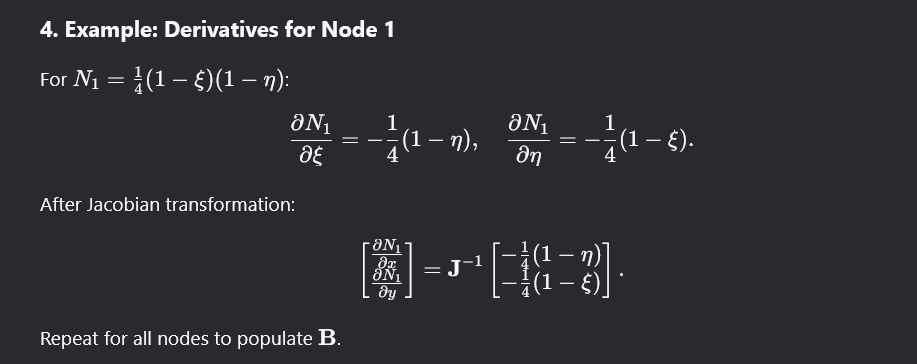 4. Example: Derivatives for Node 1
For N₁ = ¼(1 − ξ)(1 − η):
∂N₁/∂ξ = −1/4(1 − η), ∂N₁/∂η = −1/4(1 − ξ).
After Jacobian transformation:
[∂N₁/∂x; ∂N₁/∂y] = J⁻¹ [−¼(1 − η); −¼(1 − ξ)].
Repeat for all nodes to populate B.